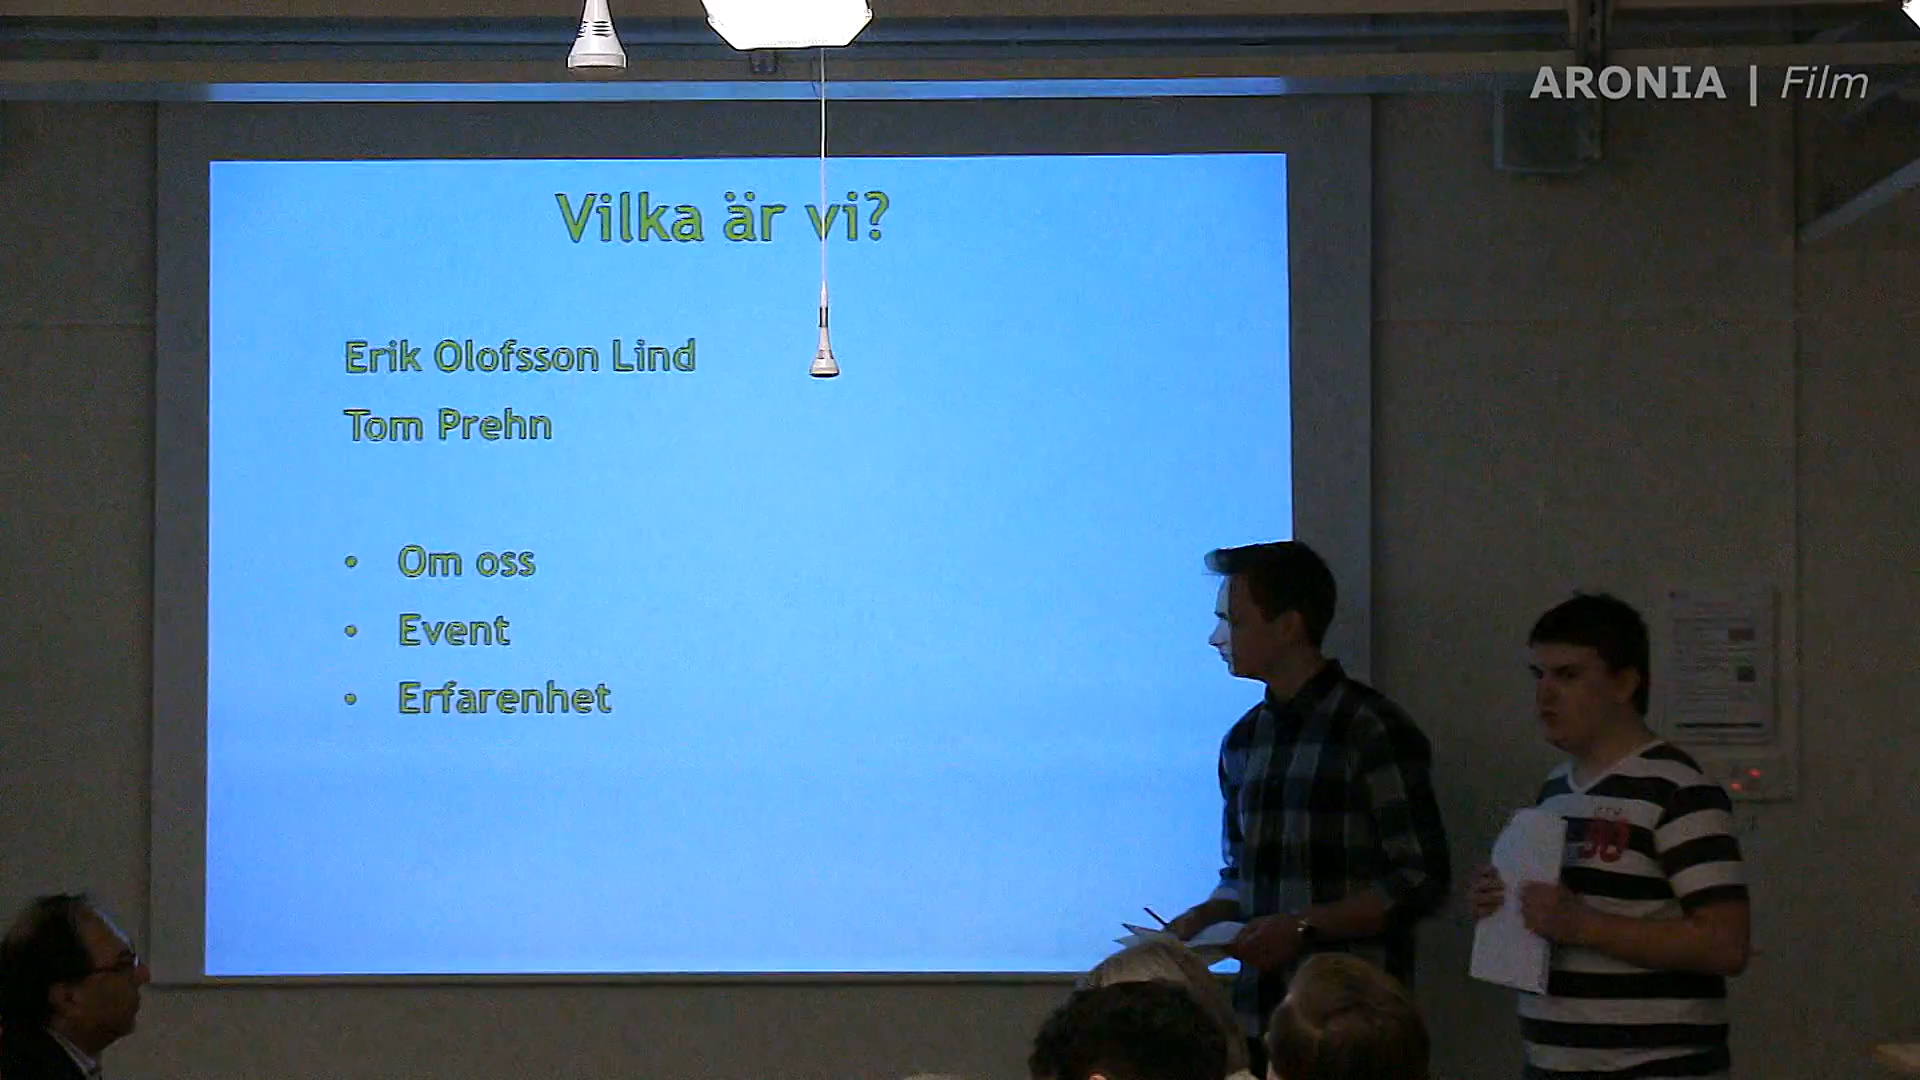 ARONIA | Film
Vilka är vi?
Erik Olofsson Lind
Tom Prehn
• Om oss
• Event
• Erfarenhet